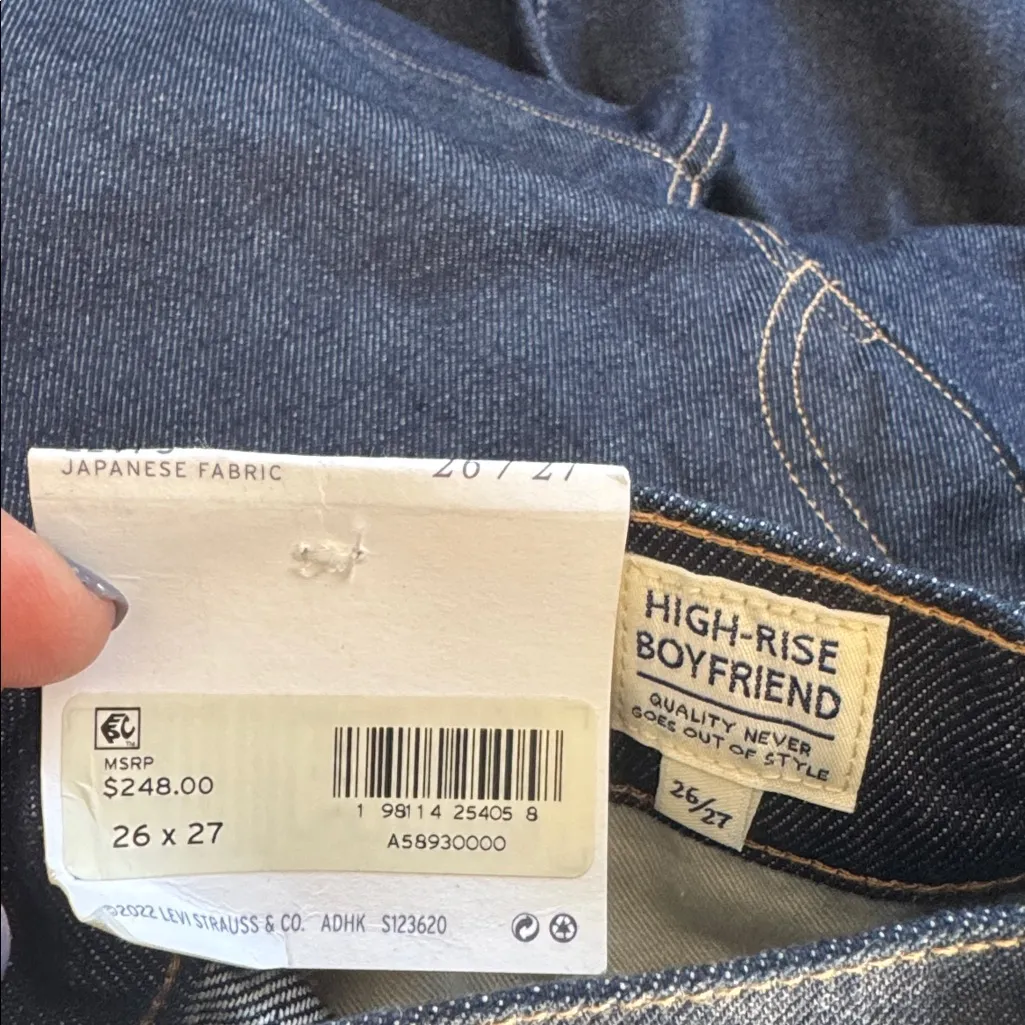 JAPANESE FABRIC
26 / 27
MSRP
$248.00
26 x 27
1 98114 25405 8
A58930000
©2022 LEVI STRAUSS & CO. ADHK S123620
HIGH-RISE
BOYFRIEND
QUALITY NEVER
GOES OUT OF STYLE
26/27